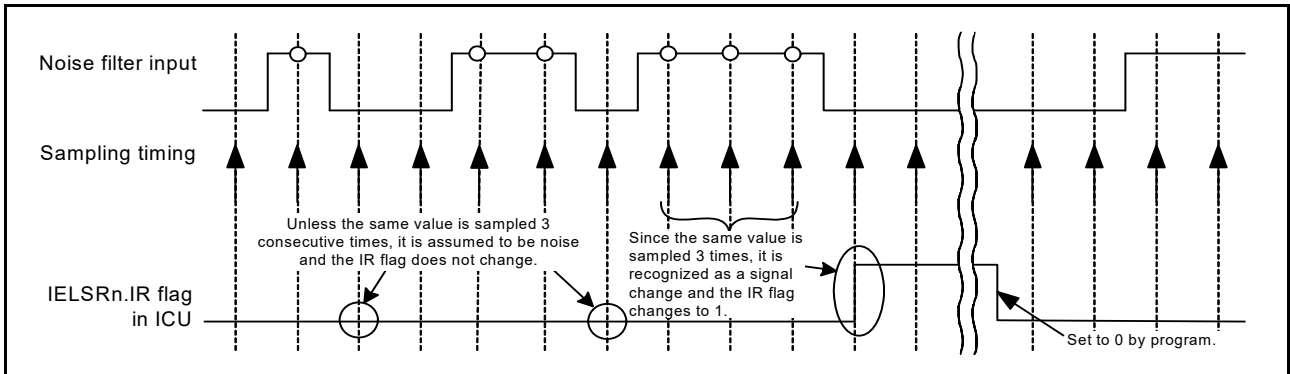 Noise filter input
Sampling timing
Unless the same value is sampled 3
consecutive times, it is assumed to be noise
and the IR flag does not change.
Since the same value is
sampled 3 times, it is
recognized as a signal
change and the IR flag
changes to 1.
IELSRn.IR flag
in ICU
Set to 0 by program.